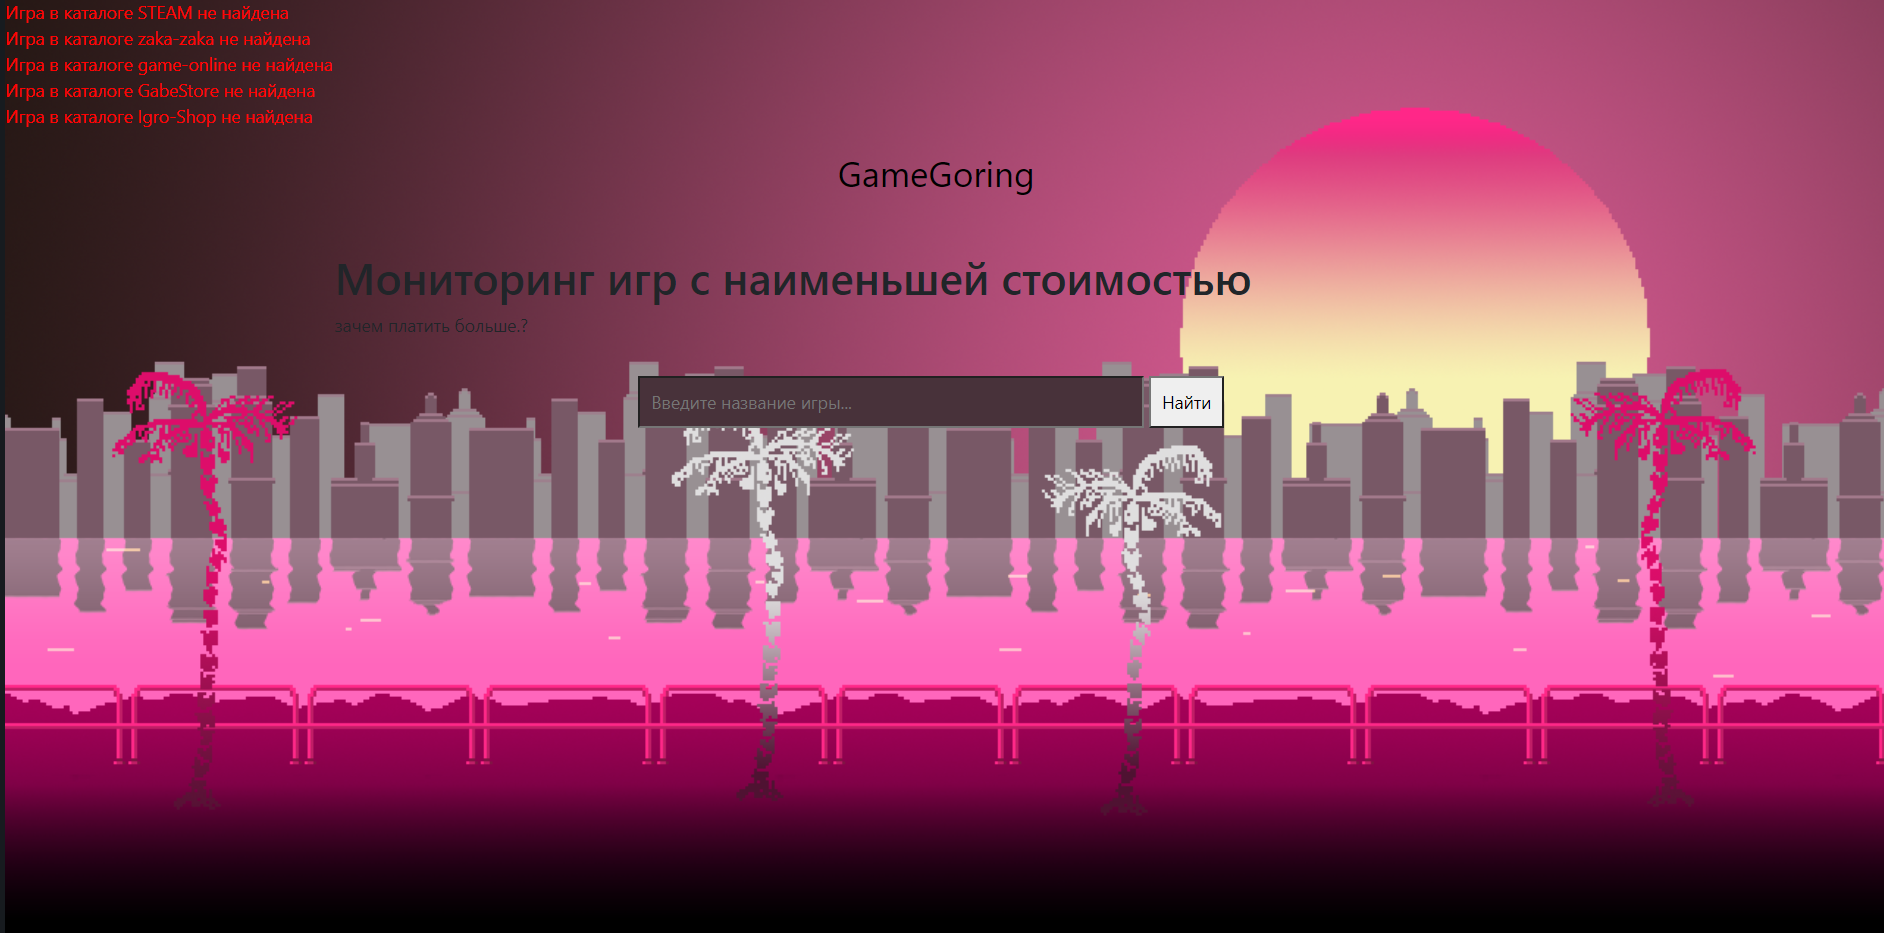 Игра в каталоге STEAM не найдена
Игра в каталоге zaka-zaka не найдена
Игра в каталоге game-online не найдена
Игра в каталоге GabeStore не найдена
Игра в каталоге Igro-Shop не найдена
GameGoring
Мониторинг игр с наименьшей стоимостью
зачем платить больше.?
Введите название игры...
Найти